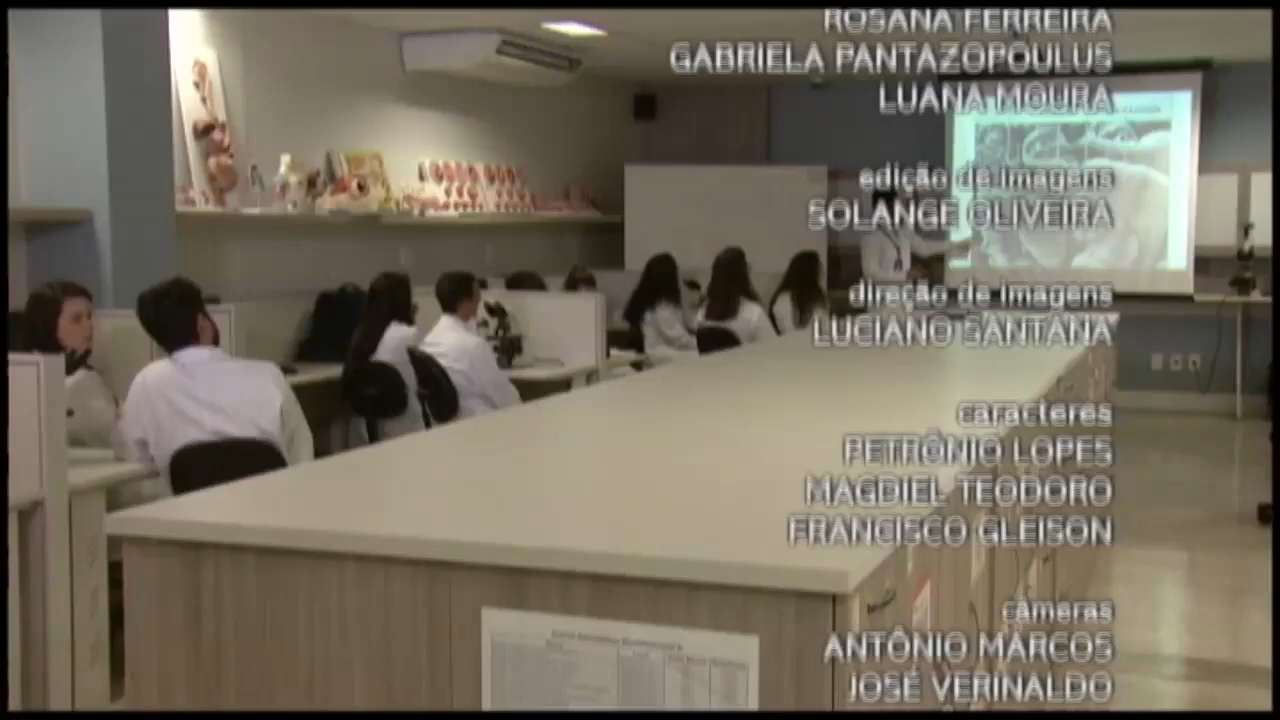 ROSANA FERREIRA
GABRIELA PANTAZOPOULUS
LUANA MOURA
edição de imagens
SOLANGE OLIVEIRA
direção de imagens
LUCIANO SANTANA
caracteres
PETRÔNIO LOPES
MAGDIEL TEODORO
FRANCISCO GLEISON
câmeras
ANTÔNIO MARCOS
JOSÉ VERINALDO